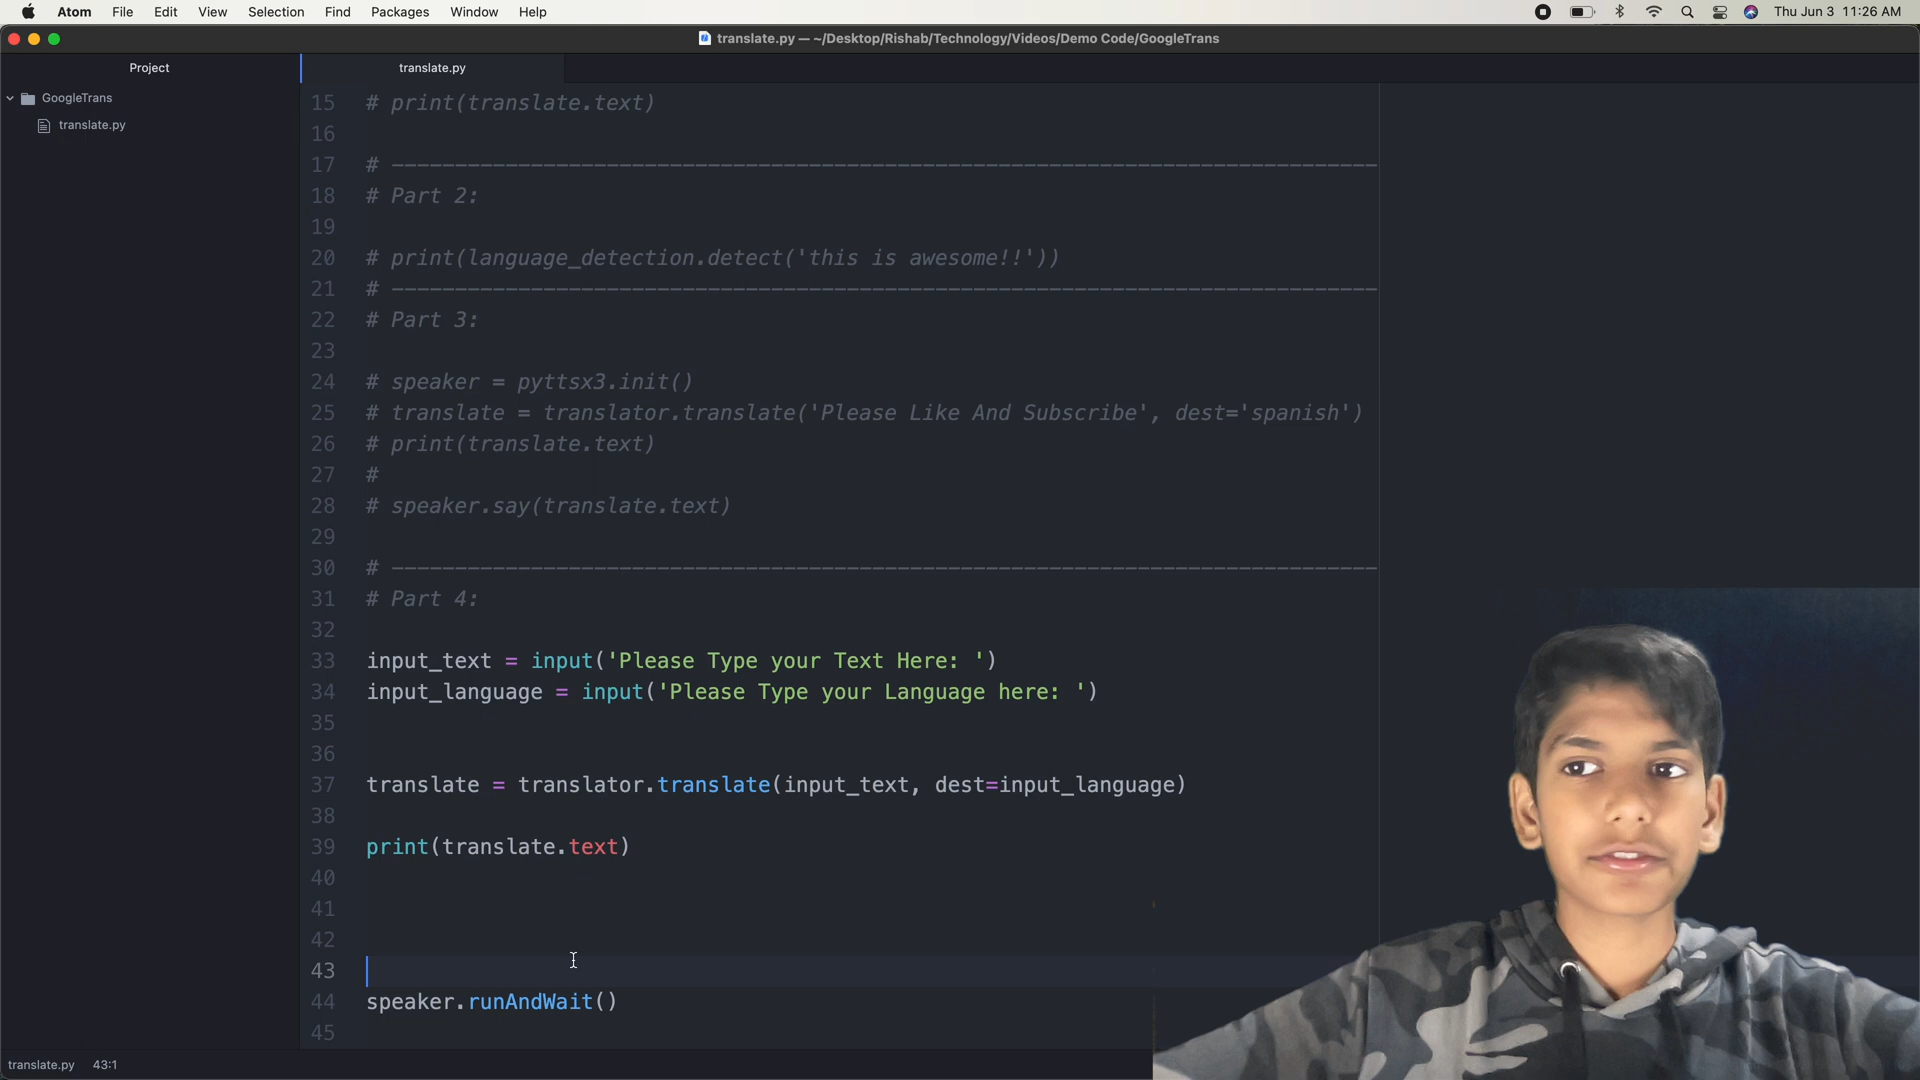 Atom File Edit View Selection Find Packages Window Help Thu Jun 3 11:26 AM
translate.py — ~/Desktop/Rishab/Technology/Videos/Demo Code/GoogleTrans
Project translate.py
GoogleTrans
translate.py
15 # print(translate.text)
16
17 # ------------------------------------------------------------------------------
18 # Part 2:
19
20 # print(language_detection.detect('this is awesome!!'))
21 # ------------------------------------------------------------------------------
22 # Part 3:
23
24 # speaker = pyttsx3.init()
25 # translate = translator.translate('Please Like And Subscribe', dest='spanish')
26 # print(translate.text)
27 #
28 # speaker.say(translate.text)
29
30 # ------------------------------------------------------------------------------
31 # Part 4:
32
33 input_text = input('Please Type your Text Here: ')
34 input_language = input('Please Type your Language here: ')
35
36
37 translate = translator.translate(input_text, dest=input_language)
38
39 print(translate.text)
40
41
42
43
44 speaker.runAndWait()
45
translate.py 43:1